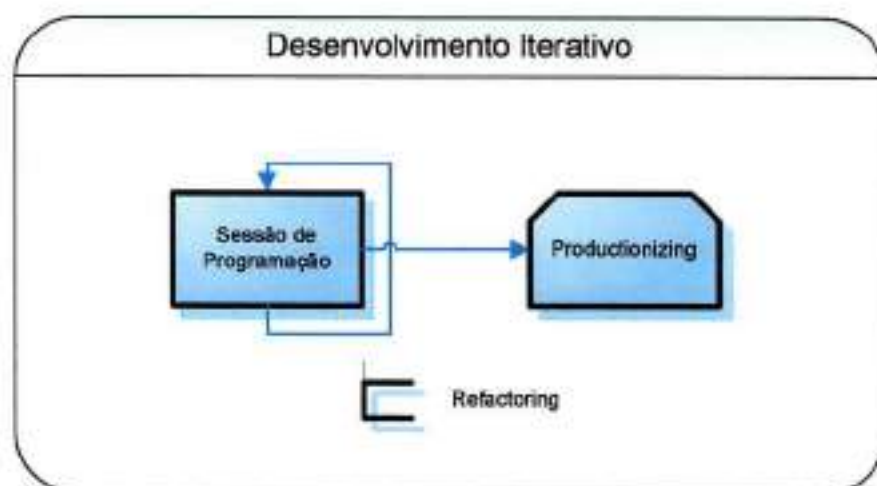 Desenvolvimento Iterativo
Sessão de
Programação
Productionizing
Refactoring